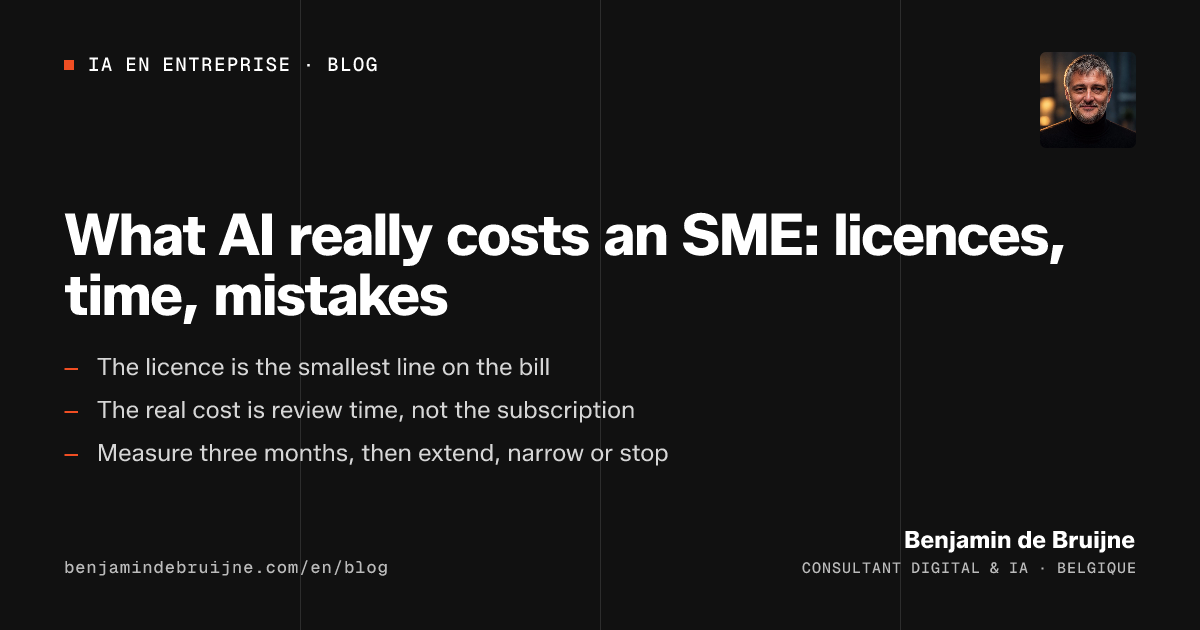 IA EN ENTREPRISE · BLOG
What AI really costs an SME: licences,
time, mistakes
– The licence is the smallest line on the bill
– The real cost is review time, not the subscription
– Measure three months, then extend, narrow or stop
Benjamin de Bruijne
benjamindebruijne.com/en/blog
CONSULTANT DIGITAL & IA · BELGIQUE